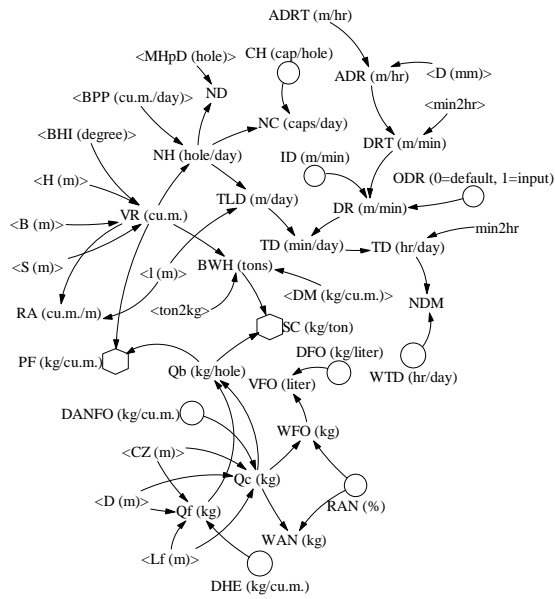 ADRT (m/hr)
<MHpD (hole)>
CH (cap/hole)
ADR (m/hr)
<D (mm)>
ND
<BPP (cu.m./day)>
<min2hr>
NC (caps/day)
<BHI (degree)>
DRT (m/min)
NH (hole/day)
ID (m/min)
ODR (0=default, 1=input)
<H (m)>
TLD (m/day)
VR (cu.m.)
DR (m/min)
<B (m)>
min2hr
TD (min/day)
TD (hr/day)
<S (m)>
<l (m)>
BWH (tons)
<DM (kg/cu.m.)>
NDM
RA (cu.m./m)
<ton2kg>
SC (kg/ton)
PF (kg/cu.m.)
DFO (kg/liter)
Qb (kg/hole)
VFO (liter)
WTD (hr/day)
DANFO (kg/cu.m.)
WFO (kg)
<CZ (m)>
Qc (kg)
<D (m)>
RAN (%)
Qf (kg)
WAN (kg)
<Lf (m)>
DHE (kg/cu.m.)